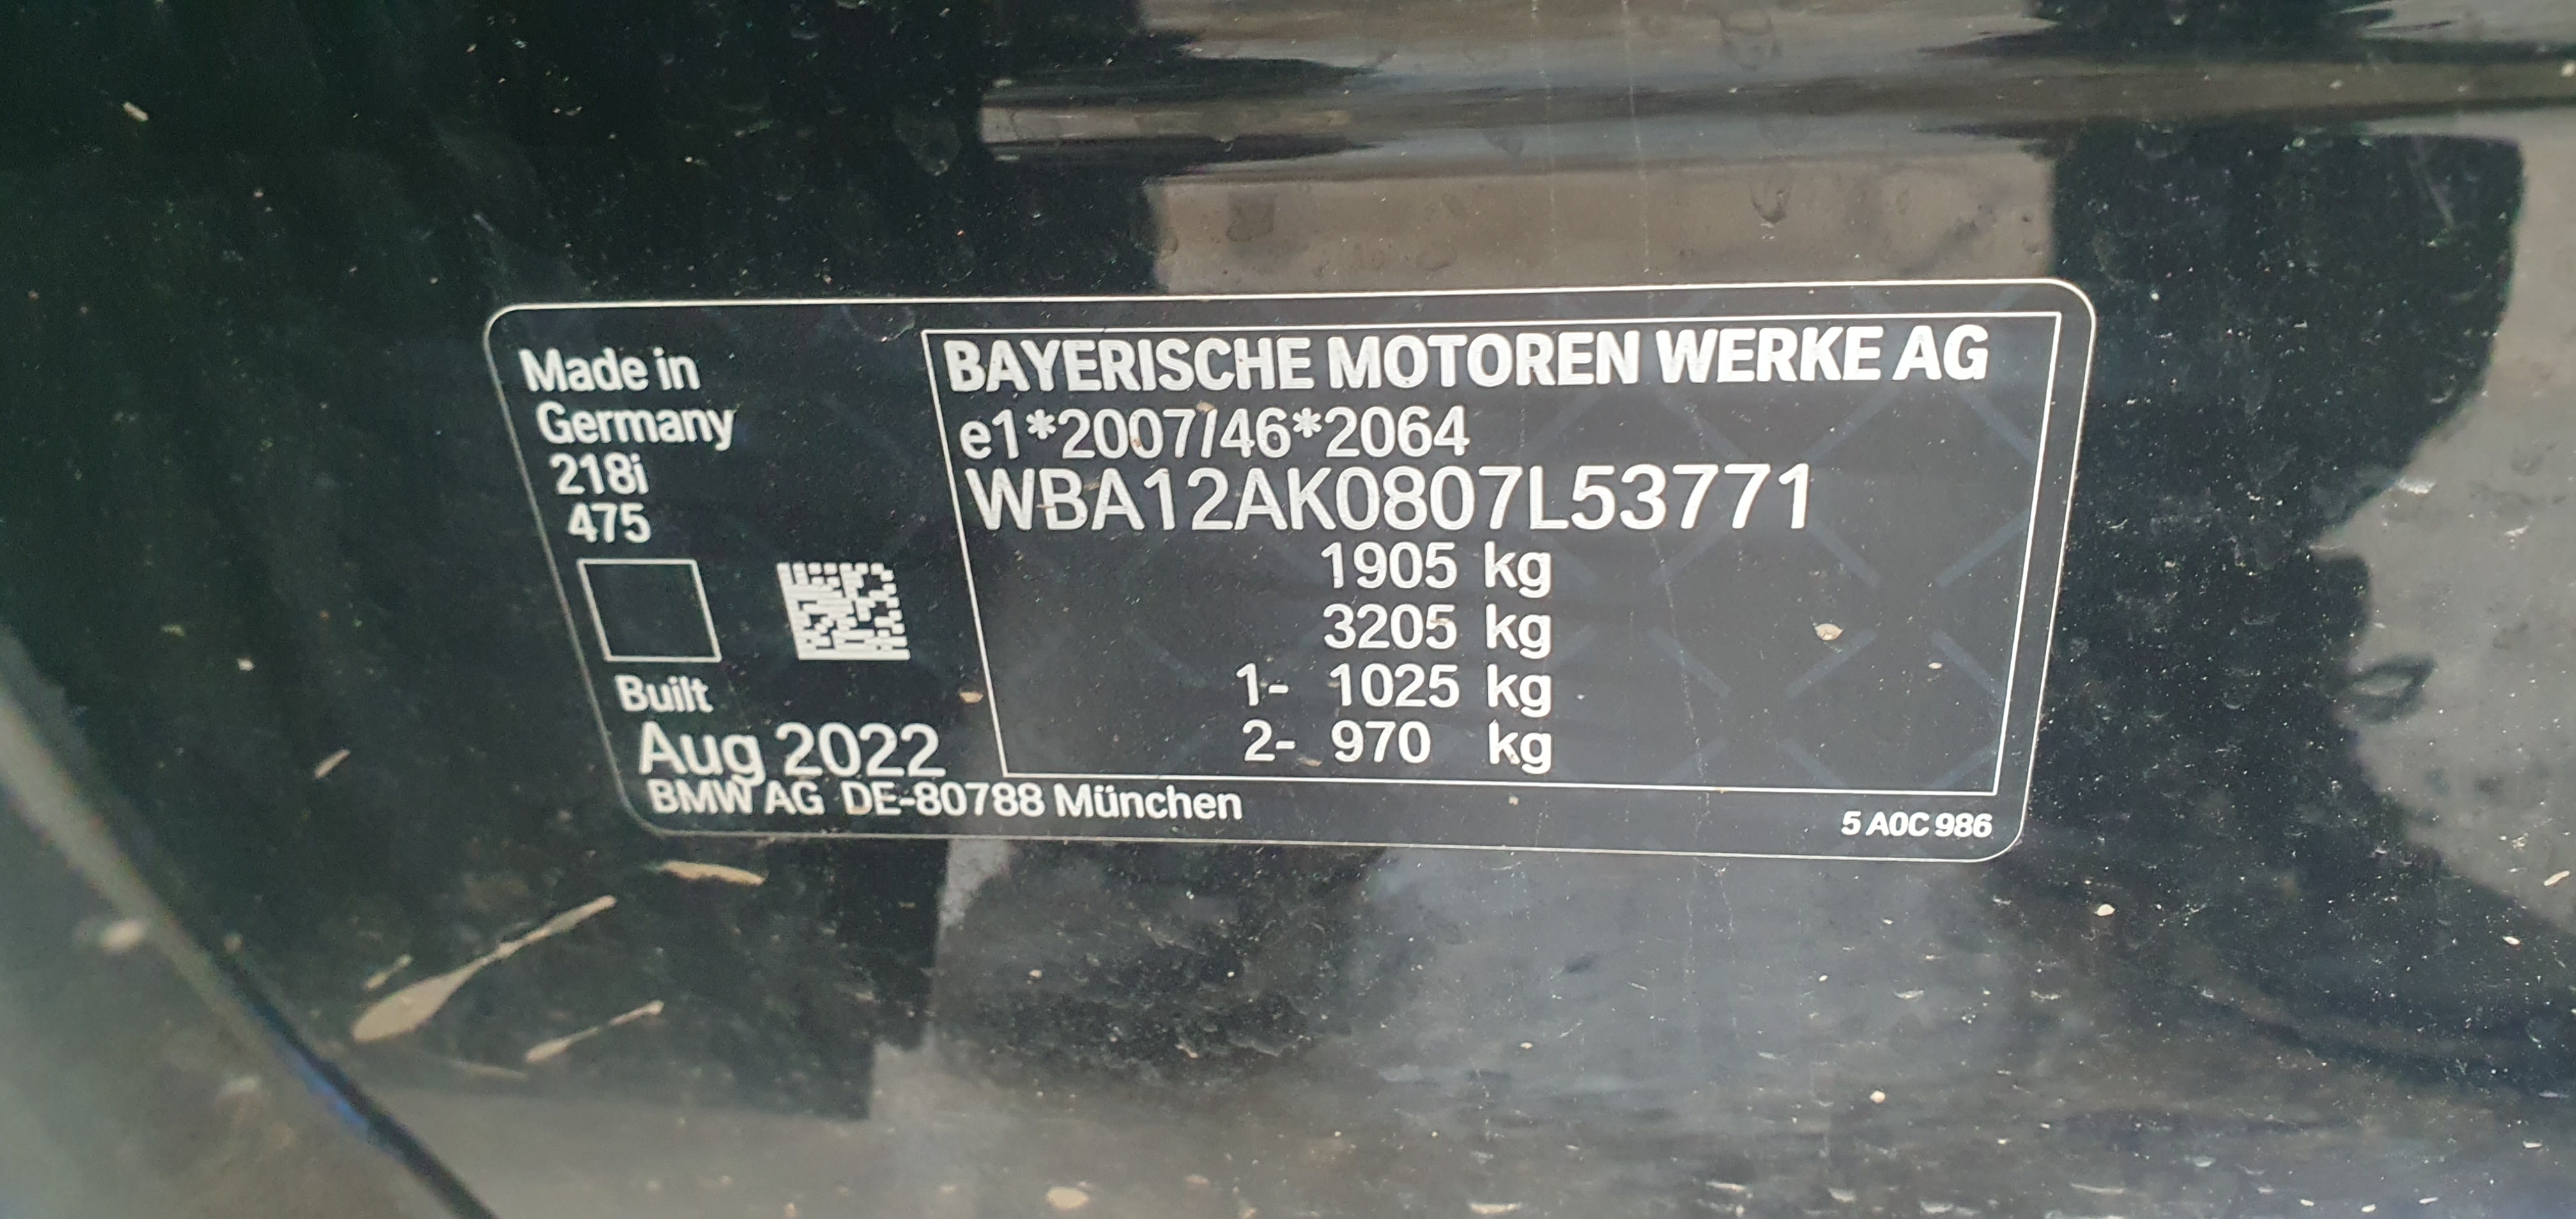 Made in
Germany
218i
475
Built
Aug 2022
BMW AG DE-80788 München
BAYERISCHE MOTOREN WERKE AG
e1*2007/46*2064
WBA12AK0807L53771
1905 kg
3205 kg
1- 1025 kg
2- 970 kg
5 A0C 986